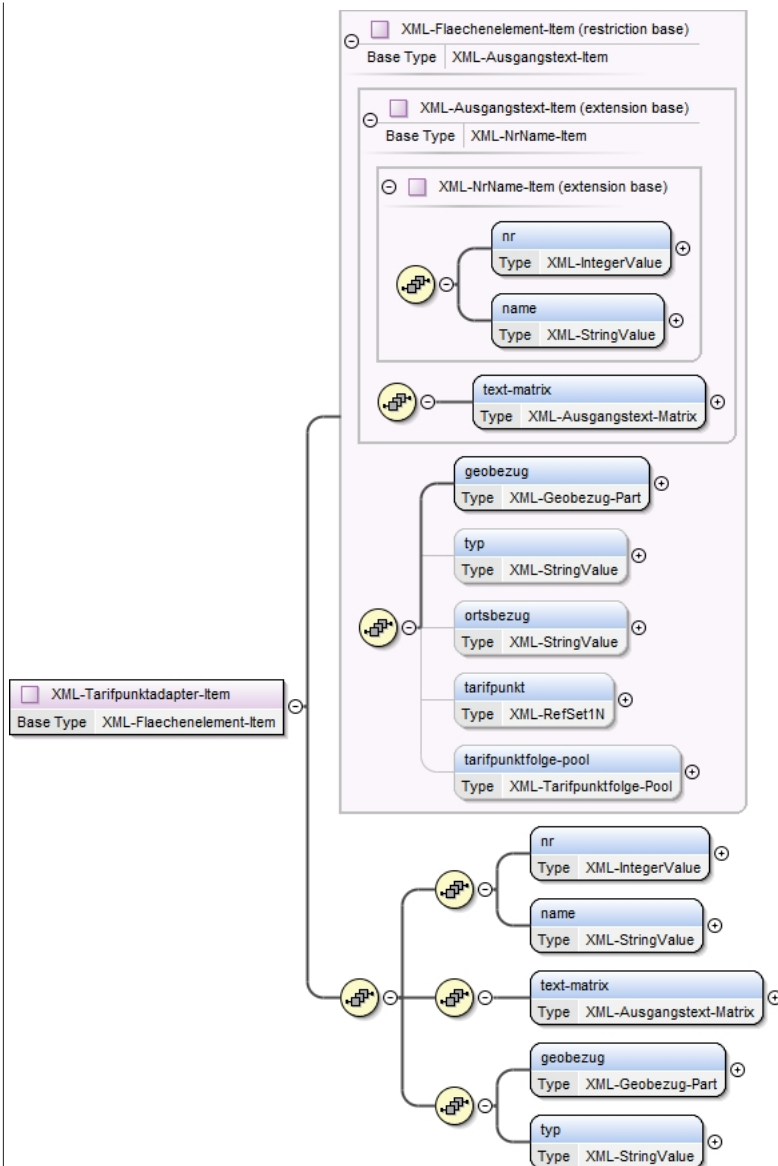 XML-Flaechenelement-Item (restriction base)
Base Type XML-Ausgangstext-Item
XML-Ausgangstext-Item (extension base)
Base Type XML-NrName-Item
XML-NrName-Item (extension base)
nr
Type XML-IntegerValue
name
Type XML-StringValue
text-matrix
Type XML-Ausgangstext-Matrix
geobezug
Type XML-Geobezug-Part
typ
Type XML-StringValue
ortsbezug
Type XML-StringValue
tarifpunkt
Type XML-RefSet1N
tarifpunktfolge-pool
Type XML-Tarifpunktfolge-Pool
XML-Tarifpunktadapter-Item
Base Type XML-Flaechenelement-Item
nr
Type XML-IntegerValue
name
Type XML-StringValue
text-matrix
Type XML-Ausgangstext-Matrix
geobezug
Type XML-Geobezug-Part
typ
Type XML-StringValue